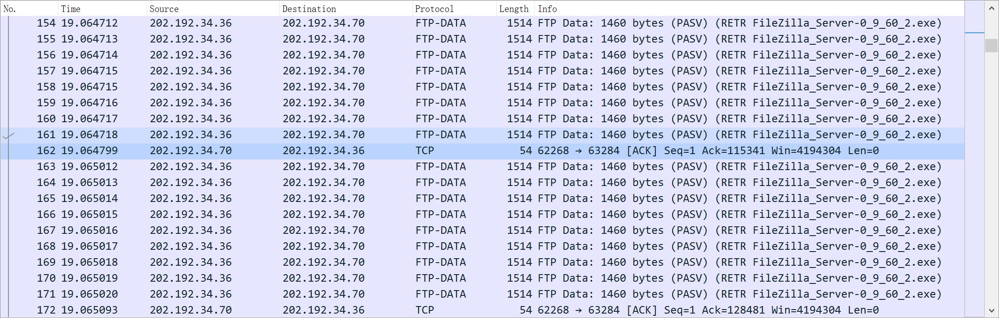 No. Time Source Destination Protocol Length Info
154 19.064712 202.192.34.36 202.192.34.70 FTP-DATA 1514 FTP Data: 1460 bytes (PASV) (RETR FileZilla_Server-0_9_60_2.exe)
155 19.064713 202.192.34.36 202.192.34.70 FTP-DATA 1514 FTP Data: 1460 bytes (PASV) (RETR FileZilla_Server-0_9_60_2.exe)
156 19.064714 202.192.34.36 202.192.34.70 FTP-DATA 1514 FTP Data: 1460 bytes (PASV) (RETR FileZilla_Server-0_9_60_2.exe)
157 19.064715 202.192.34.36 202.192.34.70 FTP-DATA 1514 FTP Data: 1460 bytes (PASV) (RETR FileZilla_Server-0_9_60_2.exe)
158 19.064715 202.192.34.36 202.192.34.70 FTP-DATA 1514 FTP Data: 1460 bytes (PASV) (RETR FileZilla_Server-0_9_60_2.exe)
159 19.064716 202.192.34.36 202.192.34.70 FTP-DATA 1514 FTP Data: 1460 bytes (PASV) (RETR FileZilla_Server-0_9_60_2.exe)
160 19.064717 202.192.34.36 202.192.34.70 FTP-DATA 1514 FTP Data: 1460 bytes (PASV) (RETR FileZilla_Server-0_9_60_2.exe)
161 19.064718 202.192.34.36 202.192.34.70 FTP-DATA 1514 FTP Data: 1460 bytes (PASV) (RETR FileZilla_Server-0_9_60_2.exe)
162 19.064799 202.192.34.70 202.192.34.36 TCP 54 62268 → 63284 [ACK] Seq=1 Ack=115341 Win=4194304 Len=0
163 19.065012 202.192.34.36 202.192.34.70 FTP-DATA 1514 FTP Data: 1460 bytes (PASV) (RETR FileZilla_Server-0_9_60_2.exe)
164 19.065013 202.192.34.36 202.192.34.70 FTP-DATA 1514 FTP Data: 1460 bytes (PASV) (RETR FileZilla_Server-0_9_60_2.exe)
165 19.065014 202.192.34.36 202.192.34.70 FTP-DATA 1514 FTP Data: 1460 bytes (PASV) (RETR FileZilla_Server-0_9_60_2.exe)
166 19.065015 202.192.34.36 202.192.34.70 FTP-DATA 1514 FTP Data: 1460 bytes (PASV) (RETR FileZilla_Server-0_9_60_2.exe)
167 19.065016 202.192.34.36 202.192.34.70 FTP-DATA 1514 FTP Data: 1460 bytes (PASV) (RETR FileZilla_Server-0_9_60_2.exe)
168 19.065017 202.192.34.36 202.192.34.70 FTP-DATA 1514 FTP Data: 1460 bytes (PASV) (RETR FileZilla_Server-0_9_60_2.exe)
169 19.065018 202.192.34.36 202.192.34.70 FTP-DATA 1514 FTP Data: 1460 bytes (PASV) (RETR FileZilla_Server-0_9_60_2.exe)
170 19.065019 202.192.34.36 202.192.34.70 FTP-DATA 1514 FTP Data: 1460 bytes (PASV) (RETR FileZilla_Server-0_9_60_2.exe)
171 19.065020 202.192.34.36 202.192.34.70 FTP-DATA 1514 FTP Data: 1460 bytes (PASV) (RETR FileZilla_Server-0_9_60_2.exe)
172 19.065093 202.192.34.70 202.192.34.36 TCP 54 62268 → 63284 [ACK] Seq=1 Ack=128481 Win=4194304 Len=0